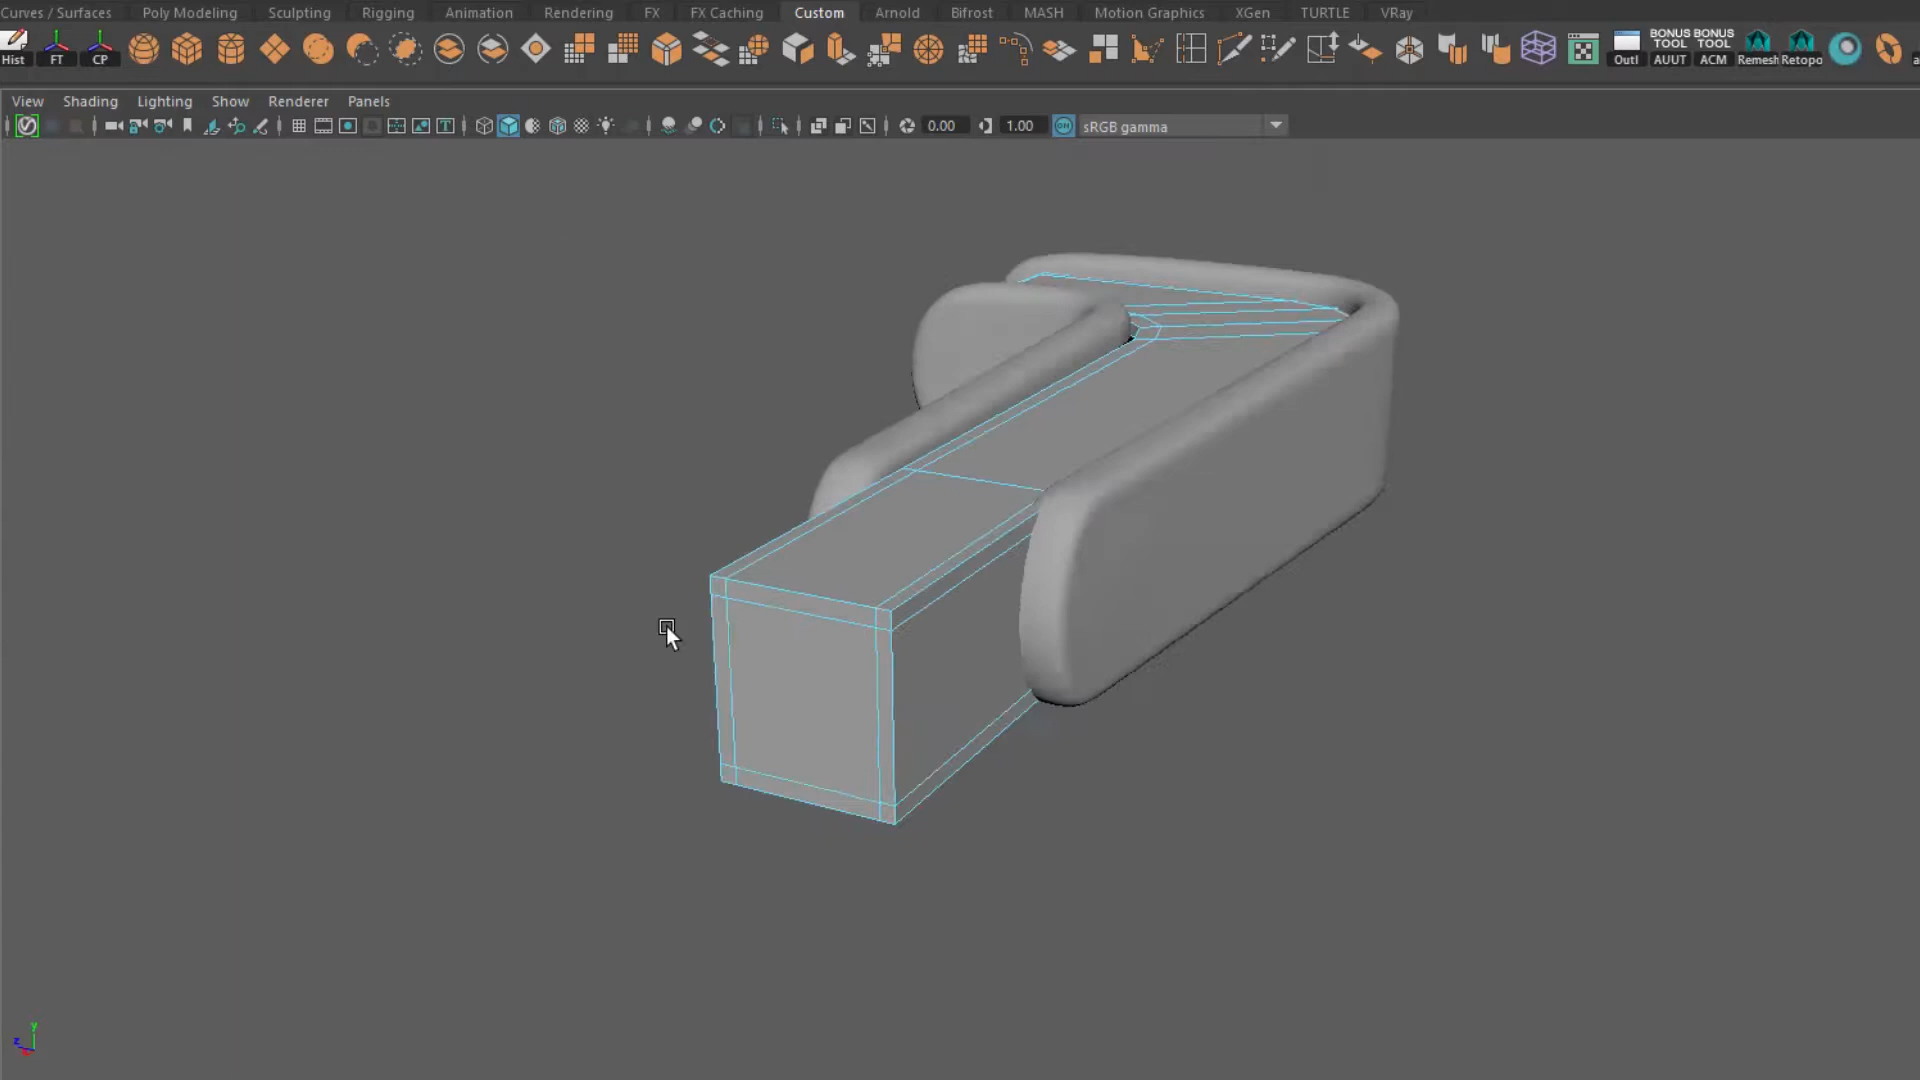 Curves / Surfaces Poly Modeling Sculpting Rigging Animation Rendering FX FX Caching Custom Arnold Bifrost MASH Motion Graphics XGen TURTLE VRay
BONUS BONUS
TOOL TOOL
Hist FT CP Outl AUUT ACM Remesh Retopo
View Shading Lighting Show Renderer Panels
0.00 1.00 ON sRGB gamma
y
z
x